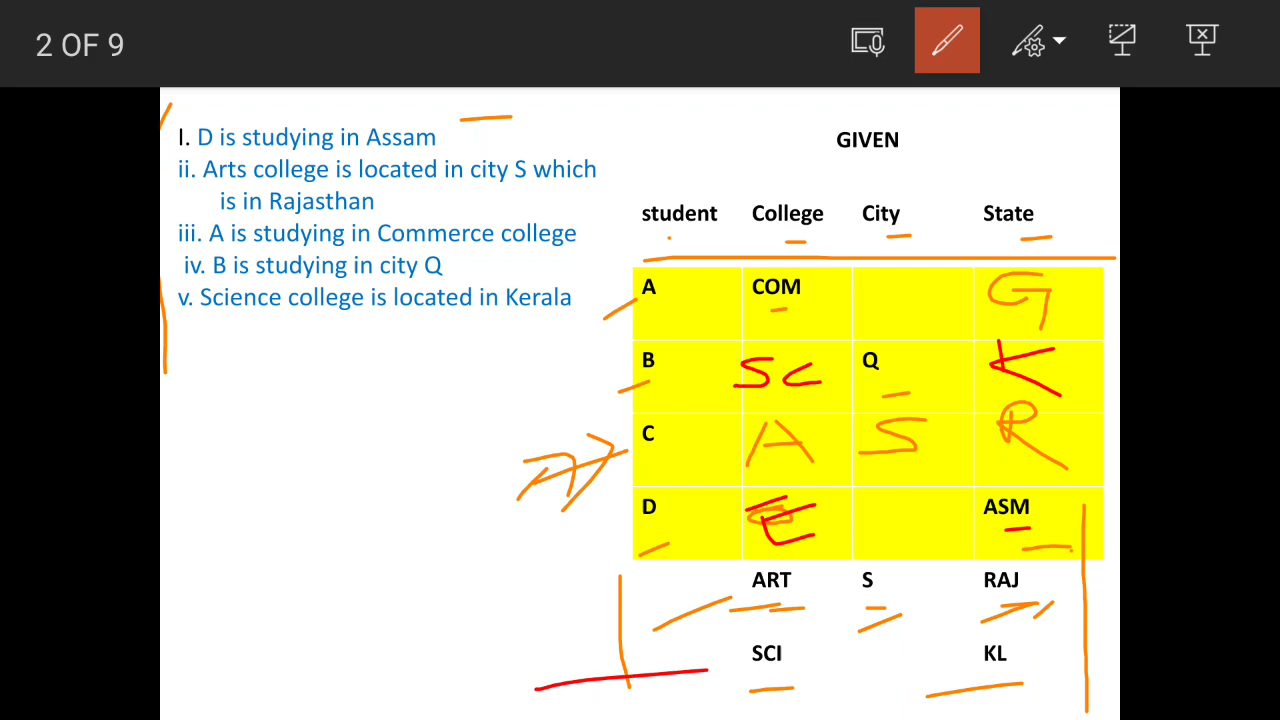 2 OF 9
I. D is studying in Assam
ii. Arts college is located in city S which
is in Rajasthan
iii. A is studying in Commerce college
iv. B is studying in city Q
v. Science college is located in Kerala
GIVEN
student College City State
A COM G
B SC Q K
C A S R
D E ASM
ART S RAJ
SCI KL